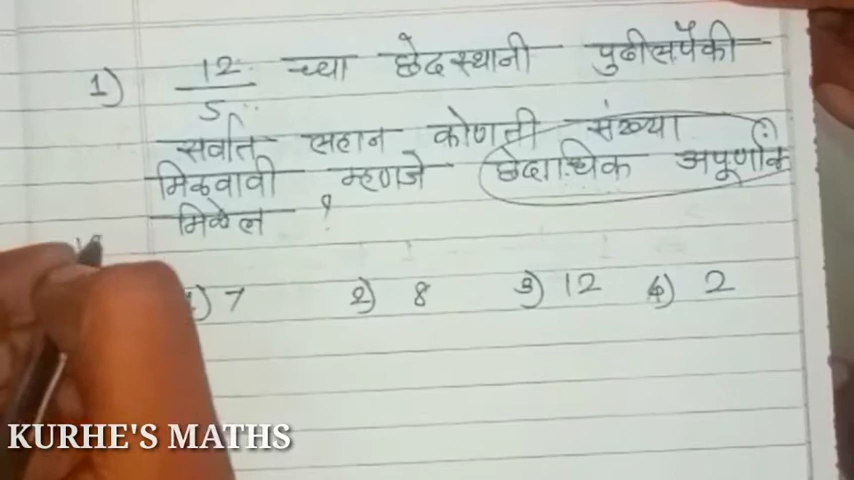 1) 12 च्या छेदस्थानी पुढीलपैकी
5
सर्वात लहान कोणती संख्या
मिळवावी म्हणजे छेदाधिक अपूर्णांक
मिळेल ?
1) 7 2) 8 3) 12 4) 2
KURHE'S MATHS